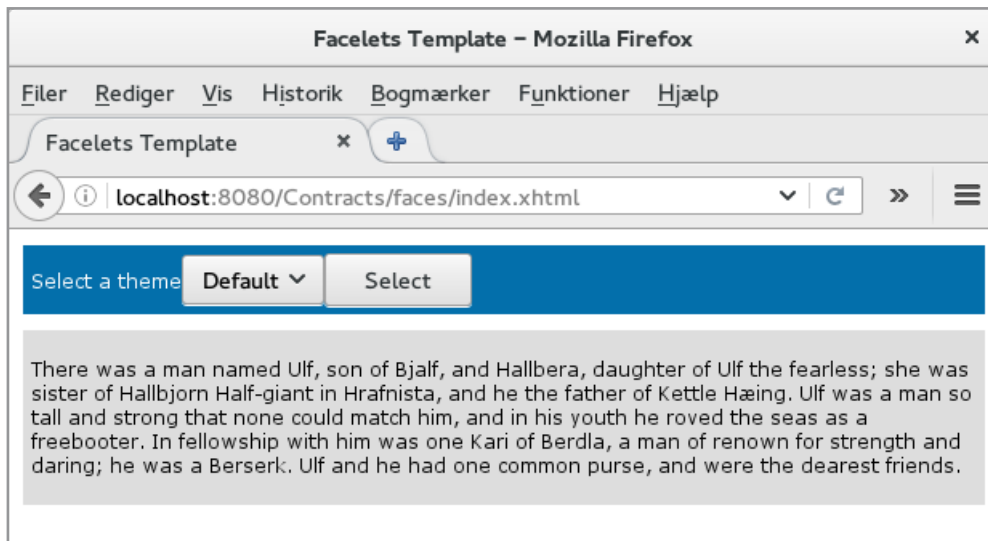 Facelets Template – Mozilla Firefox ×
Filer Rediger Vis Historik Bogmærker Funktioner Hjælp
Facelets Template ×
localhost:8080/Contracts/faces/index.xhtml
Select a theme Default Select
There was a man named Ulf, son of Bjalf, and Hallbera, daughter of Ulf the fearless; she was
sister of Hallbjorn Half-giant in Hrafnista, and he the father of Kettle Hæing. Ulf was a man so
tall and strong that none could match him, and in his youth he roved the seas as a
freebooter. In fellowship with him was one Kari of Berdla, a man of renown for strength and
daring; he was a Berserk. Ulf and he had one common purse, and were the dearest friends.